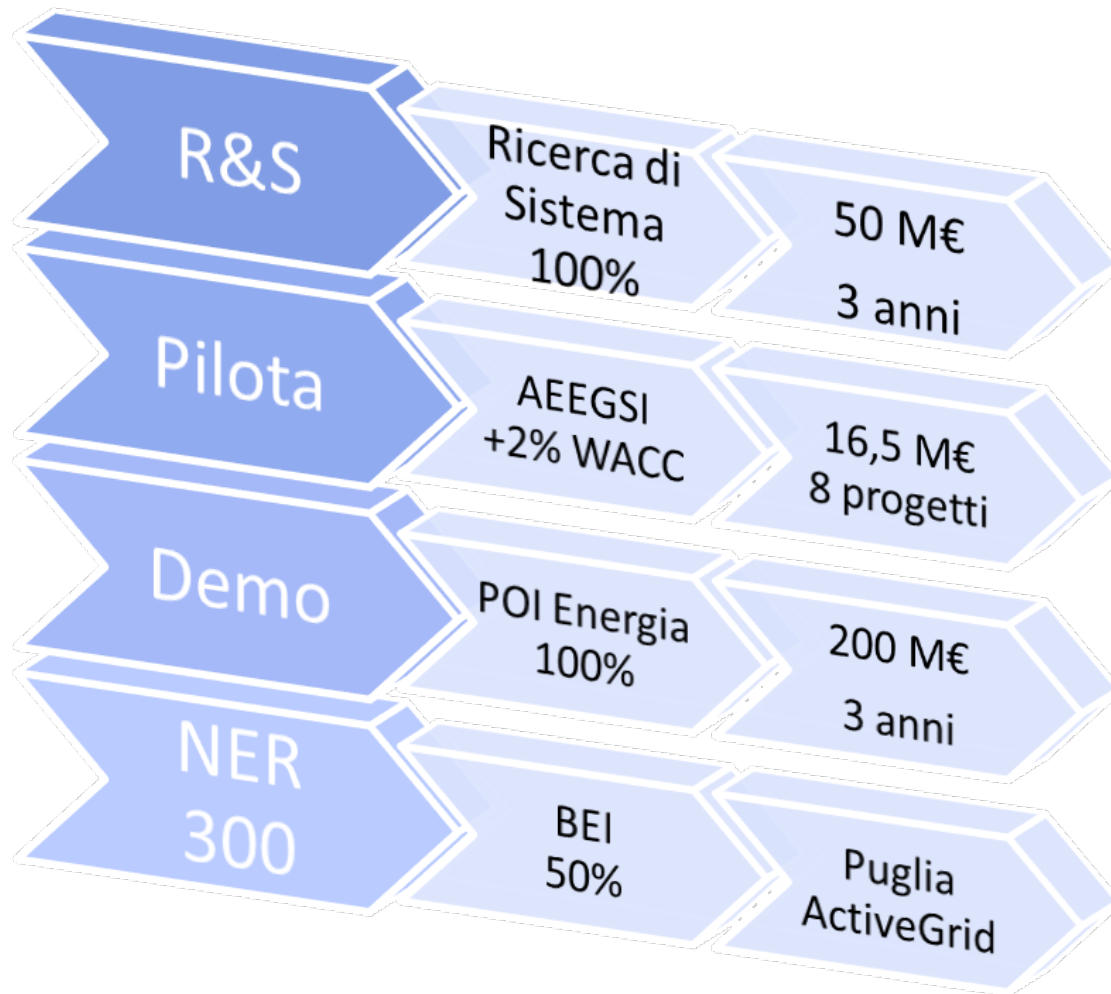 R&S
Ricerca di
Sistema
100%
50 M€
3 anni
Pilota
AEEGSI
+2% WACC
16,5 M€
8 progetti
Demo
POI Energia
100%
200 M€
3 anni
NER
300
BEI
50%
Puglia
ActiveGrid